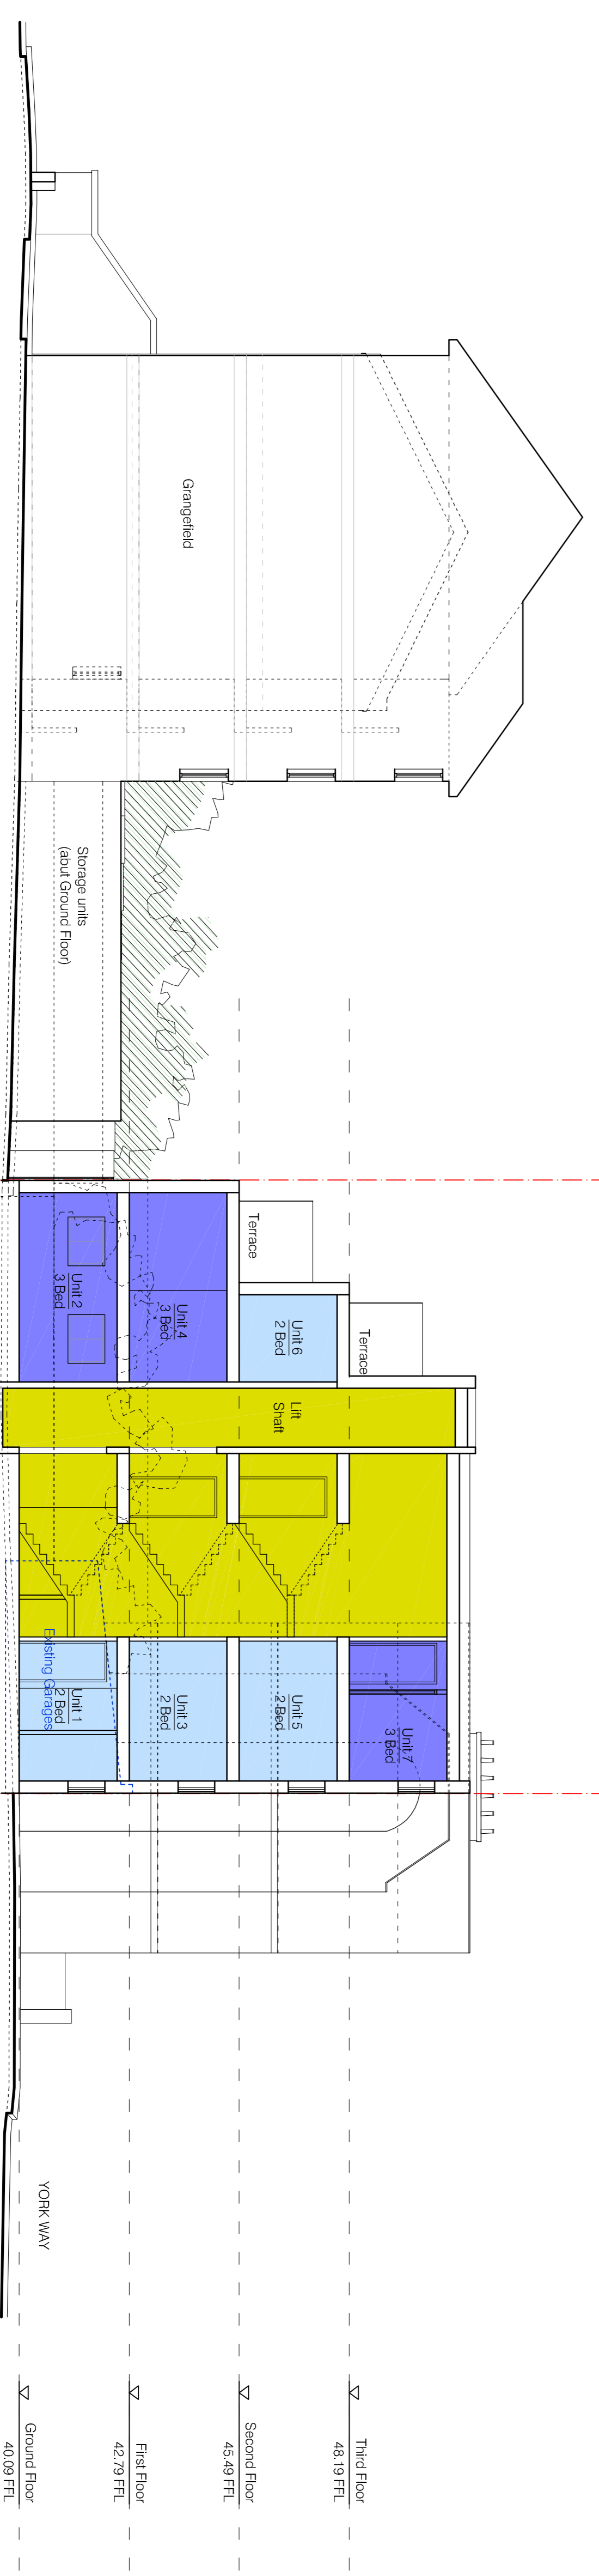 Grangefield
Storage units
(abut Ground Floor)
Terrace
Terrace
Unit 2
3 Bed
Unit 4
3 Bed
Unit 6
2 Bed
Lift
Shaft
Existing Garages
Unit 1
2 Bed
Unit 3
2 Bed
Unit 5
2 Bed
Unit 7
3 Bed
YORK WAY
Third Floor
48.19 FFL
Second Floor
45.49 FFL
First Floor
42.79 FFL
Ground Floor
40.09 FFL